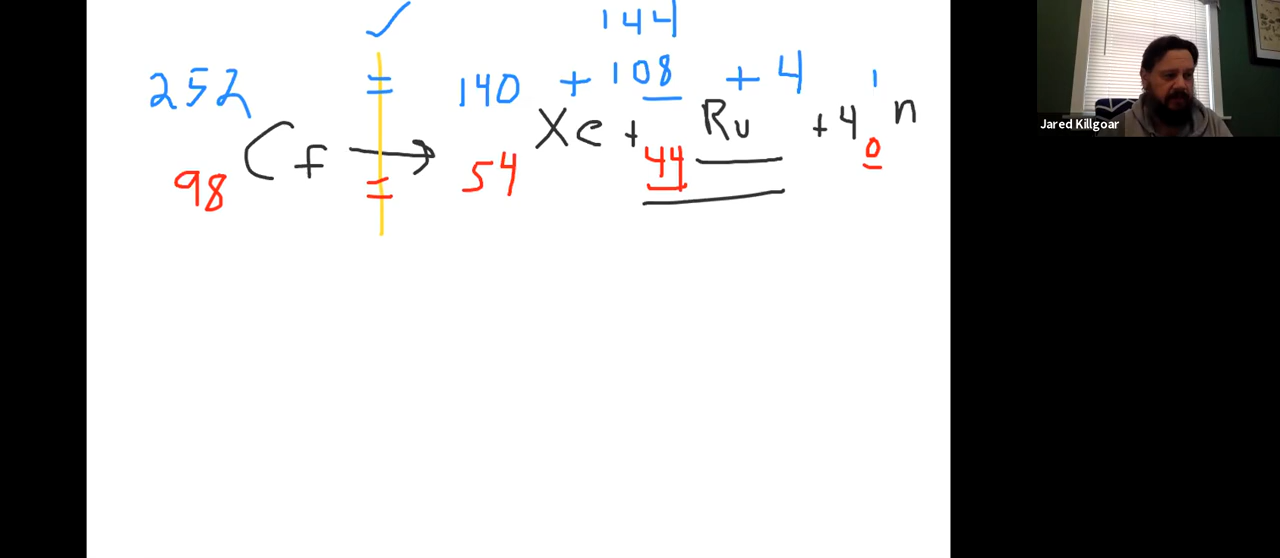 144
252 = 140 + 108 + 4 1
Cf → Xe + Ru + 4 n
98 = 54 44 0
Jared Killgoar